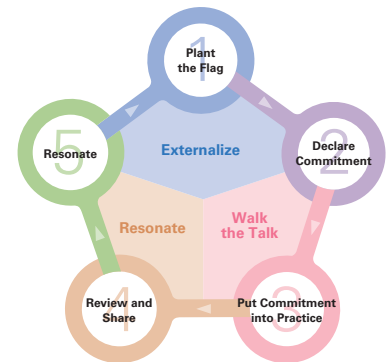 1
Plant
the Flag
2
Declare
Commitment
3
Put Commitment
into Practice
4
Review and
Share
5
Resonate
Externalize
Walk
the Talk
Resonate